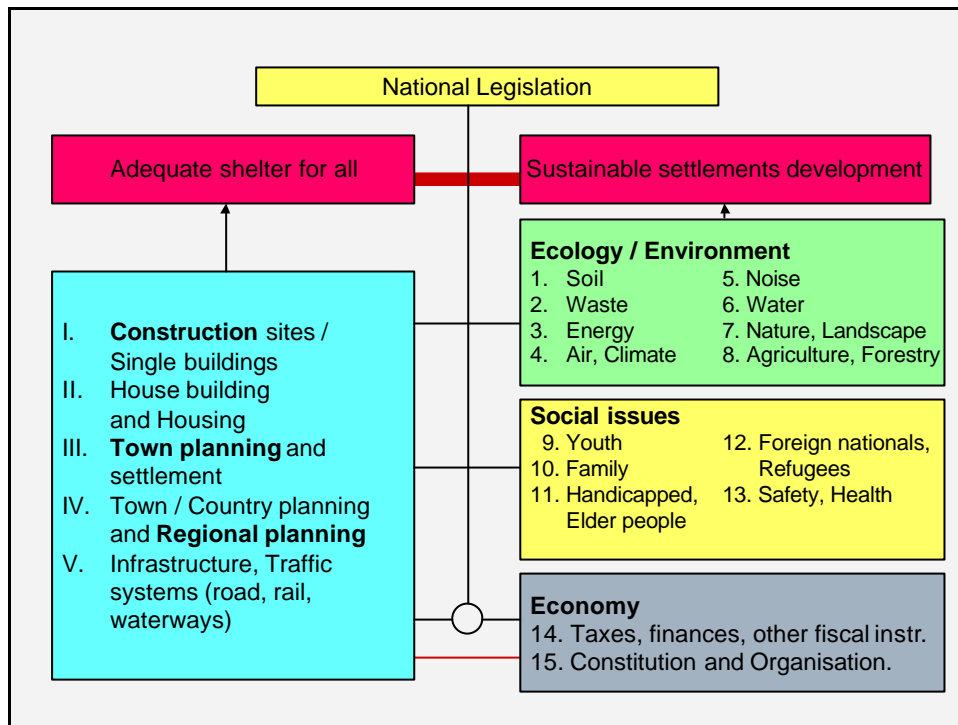 National Legislation
Adequate shelter for all
Sustainable settlements development
I. Construction sites /
Single buildings
II. House building
and Housing
III. Town planning and
settlement
IV. Town / Country planning
and Regional planning
V. Infrastructure, Traffic
systems (road, rail,
waterways)
Ecology / Environment
1. Soil
2. Waste
3. Energy
4. Air, Climate
5. Noise
6. Water
7. Nature, Landscape
8. Agriculture, Forestry
Social issues
9. Youth
10. Family
11. Handicapped,
Elder people
12. Foreign nationals,
Refugees
13. Safety, Health
Economy
14. Taxes, finances, other fiscal instr.
15. Constitution and Organisation.